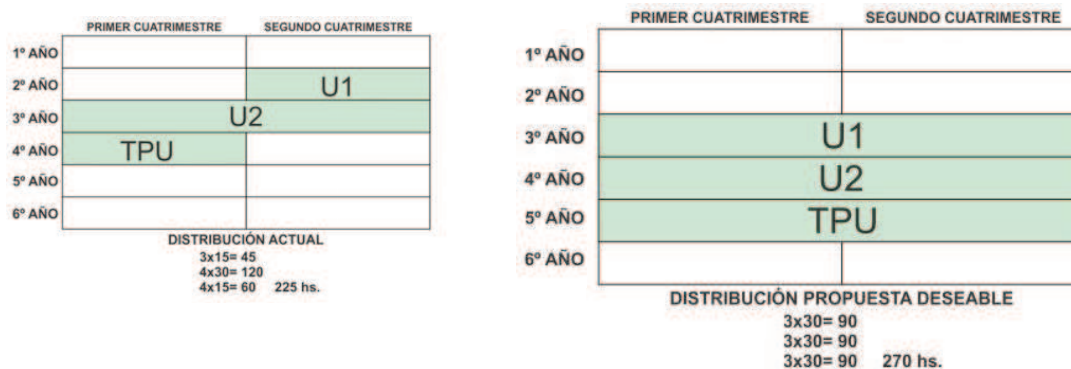 PRIMER CUATRIMESTRE SEGUNDO CUATRIMESTRE
1º AÑO
2º AÑO U1
3º AÑO U2
4º AÑO TPU
5º AÑO
6º AÑO
DISTRIBUCIÓN ACTUAL
3x15= 45
4x30= 120
4x15= 60 225 hs.
PRIMER CUATRIMESTRE SEGUNDO CUATRIMESTRE
1º AÑO
2º AÑO
3º AÑO U1
4º AÑO U2
5º AÑO TPU
6º AÑO
DISTRIBUCIÓN PROPUESTA DESEABLE
3x30= 90
3x30= 90
3x30= 90 270 hs.